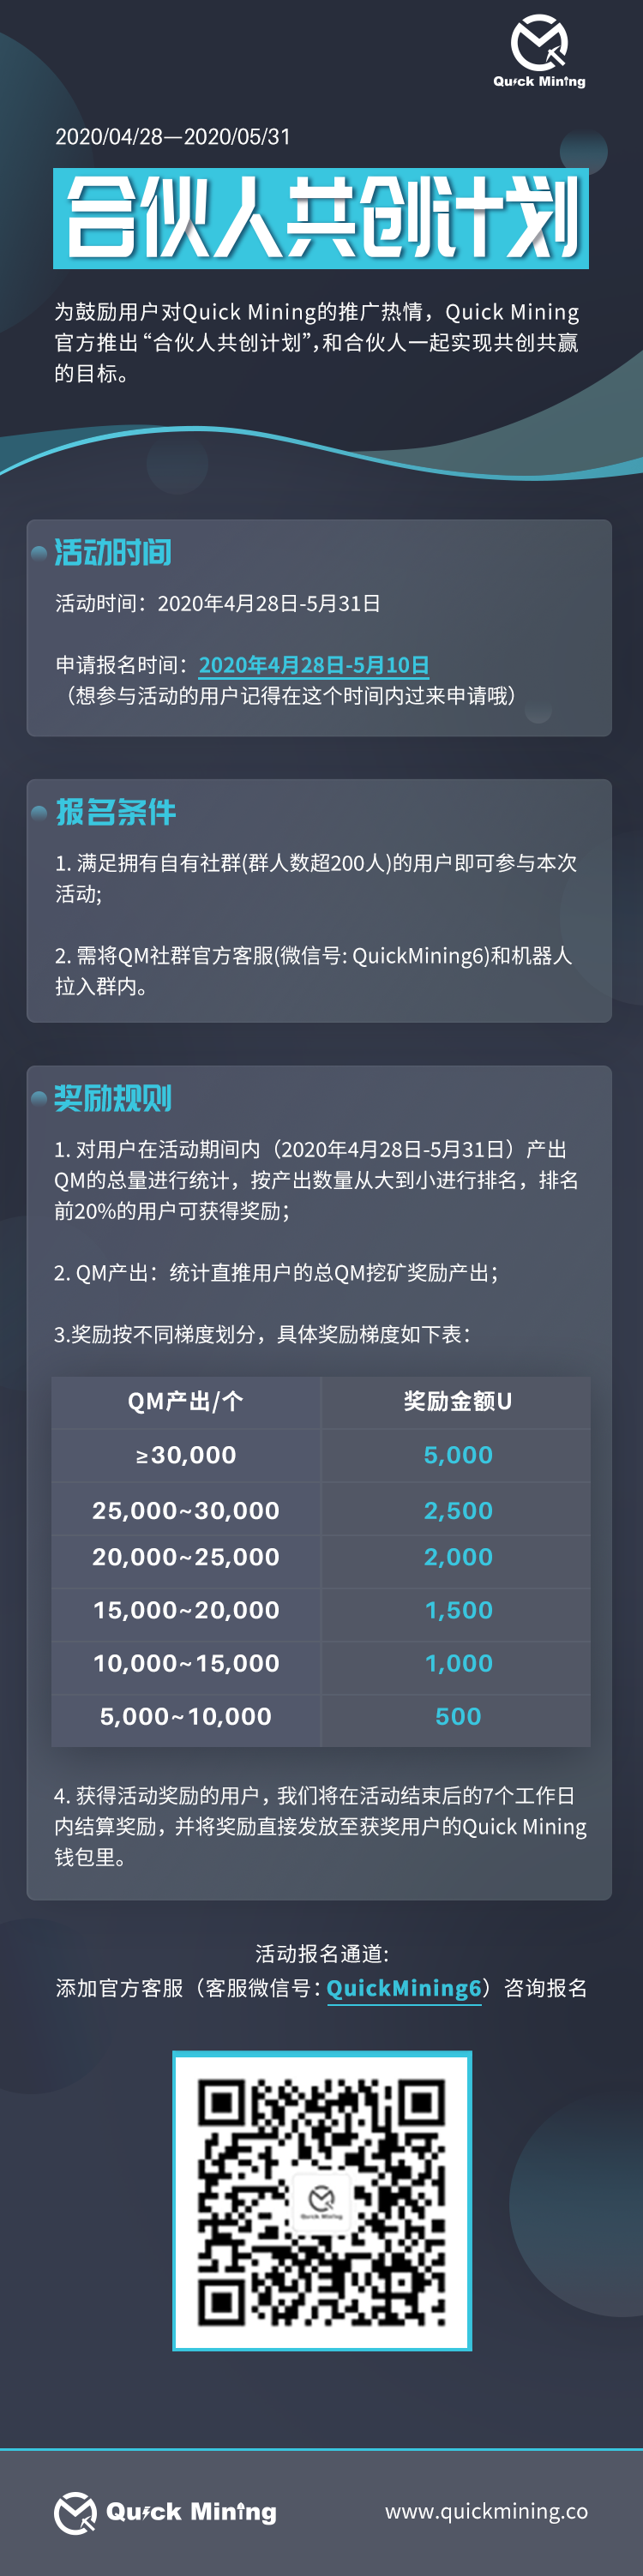 Quick Mining
2020/04/28—2020/05/31
合伙人共创计划
为鼓励用户对Quick Mining的推广热情，Quick Mining
官方推出“合伙人共创计划”,和合伙人一起实现共创共赢
的目标。
活动时间
活动时间：2020年4月28日-5月31日
申请报名时间：2020年4月28日-5月10日
（想参与活动的用户记得在这个时间内过来申请哦）
报名条件
1. 满足拥有自有社群(群人数超200人)的用户即可参与本次
活动;
2. 需将QM社群官方客服(微信号: QuickMining6)和机器人
拉入群内。
奖励规则
1. 对用户在活动期间内（2020年4月28日-5月31日）产出
QM的总量进行统计，按产出数量从大到小进行排名，排名
前20%的用户可获得奖励；
2. QM产出：统计直推用户的总QM挖矿奖励产出；
3.奖励按不同梯度划分，具体奖励梯度如下表：
QM产出/个 奖励金额U
≥30,000 5,000
25,000~30,000 2,500
20,000~25,000 2,000
15,000~20,000 1,500
10,000~15,000 1,000
5,000~10,000 500
4. 获得活动奖励的用户，我们将在活动结束后的7个工作日
内结算奖励，并将奖励直接发放至获奖用户的Quick Mining
钱包里。
活动报名通道:
添加官方客服（客服微信号：QuickMining6）咨询报名
Quick Mining
Quick Mining www.quickmining.co